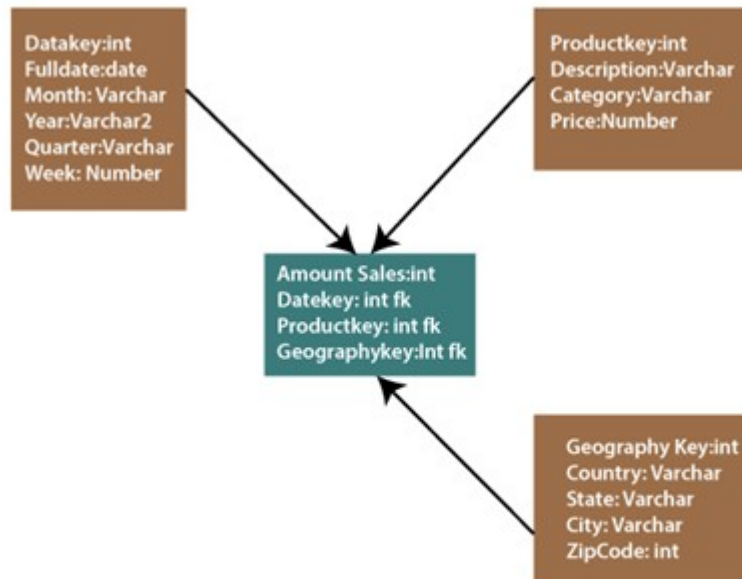 Datakey:int
Fulldate:date
Month: Varchar
Year:Varchar2
Quarter:Varchar
Week: Number
Productkey:int
Description:Varchar
Category:Varchar
Price:Number
Amount Sales:int
Datekey: int fk
Productkey: int fk
Geographykey:Int fk
Geography Key:int
Country: Varchar
State: Varchar
City: Varchar
ZipCode: int